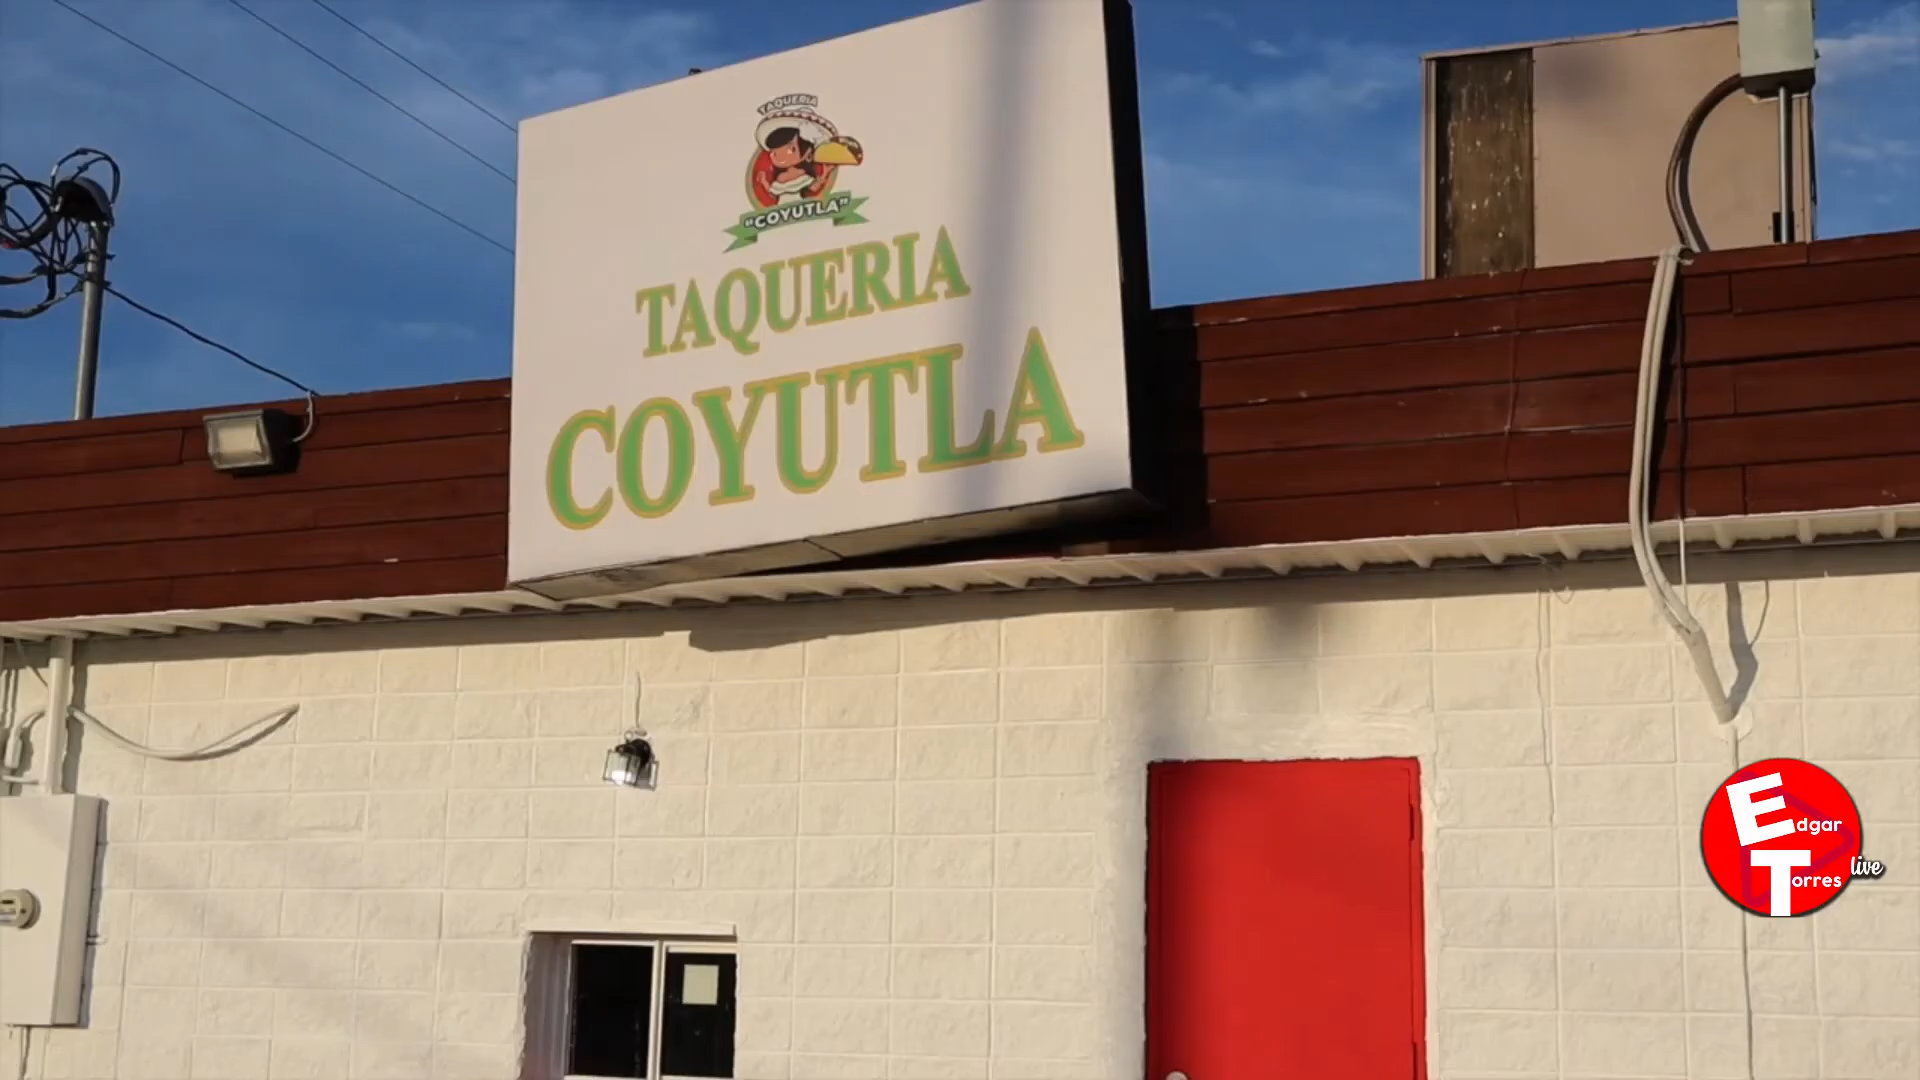 TAQUERIA
"COYUTLA"
TAQUERIA
COYUTLA
Edgar
Torres
live